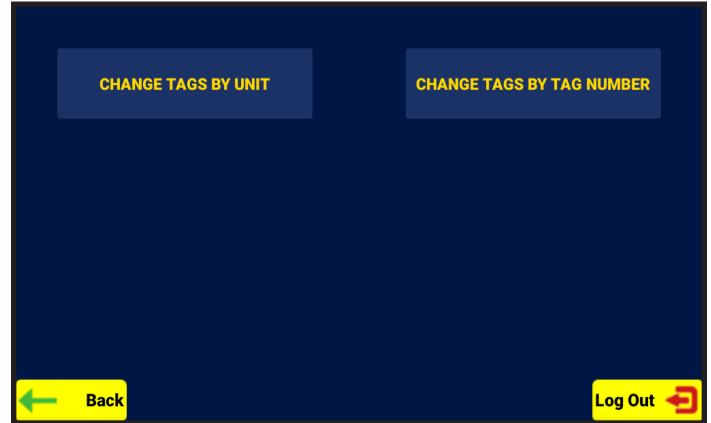 CHANGE TAGS BY UNIT
CHANGE TAGS BY TAG NUMBER
Back
Log Out